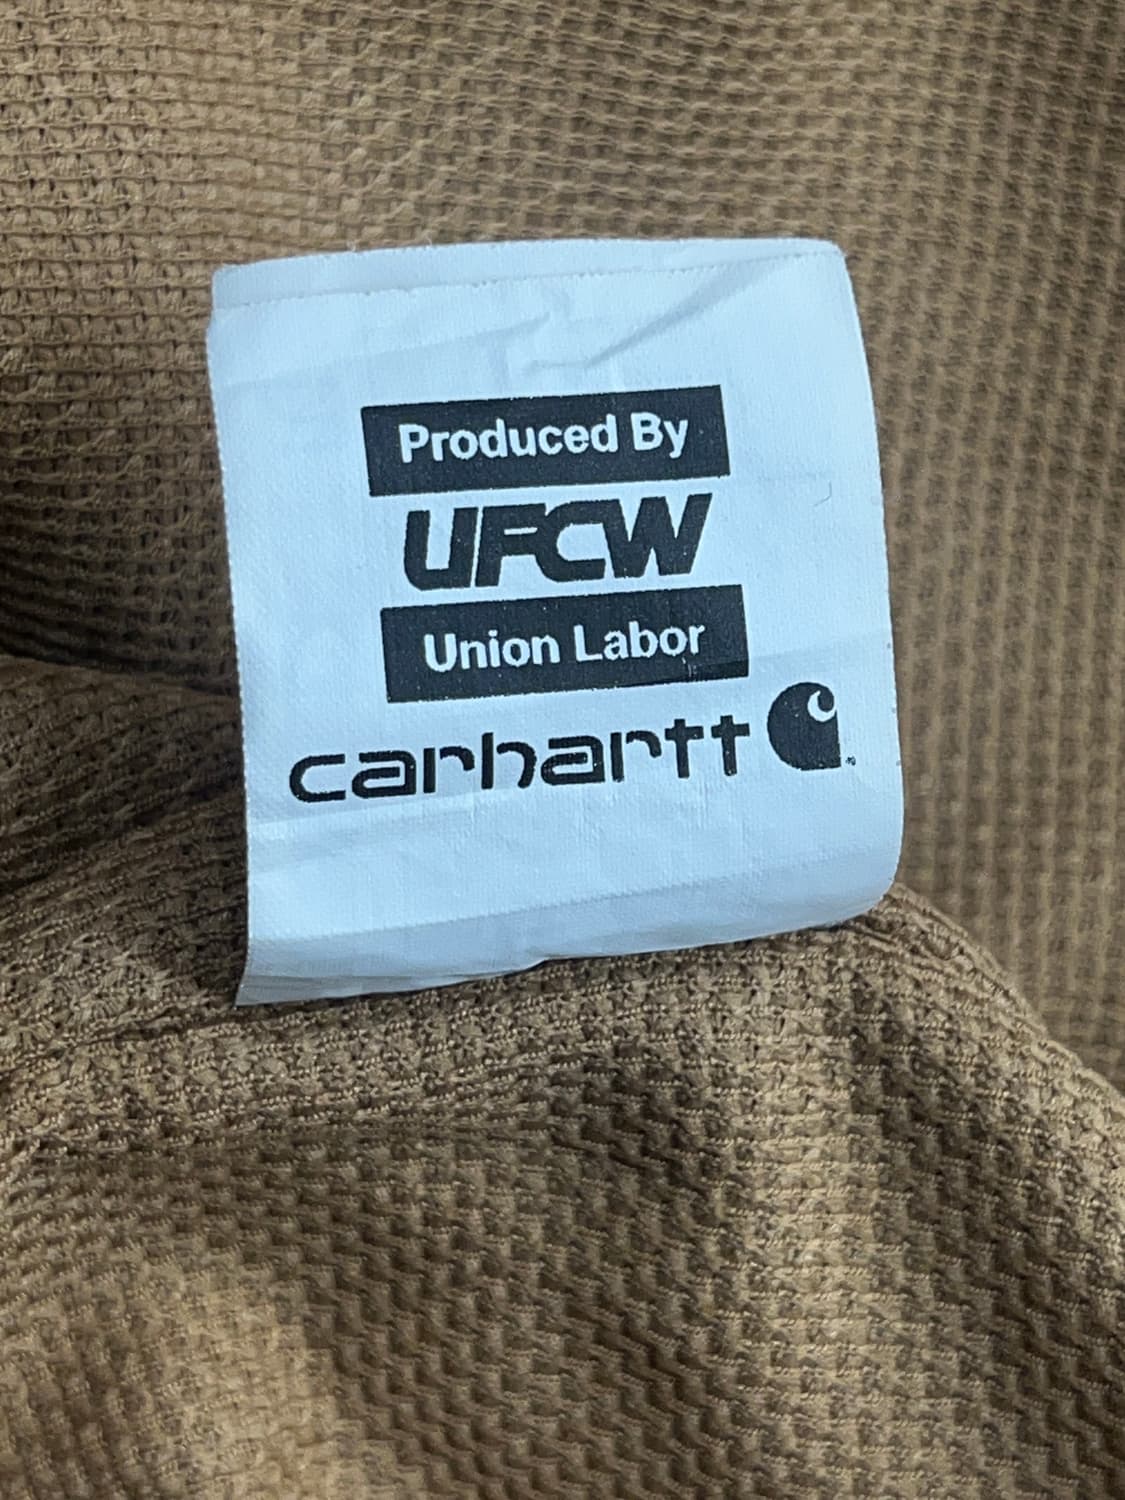 Produced By
UFCW
Union Labor
carhartt